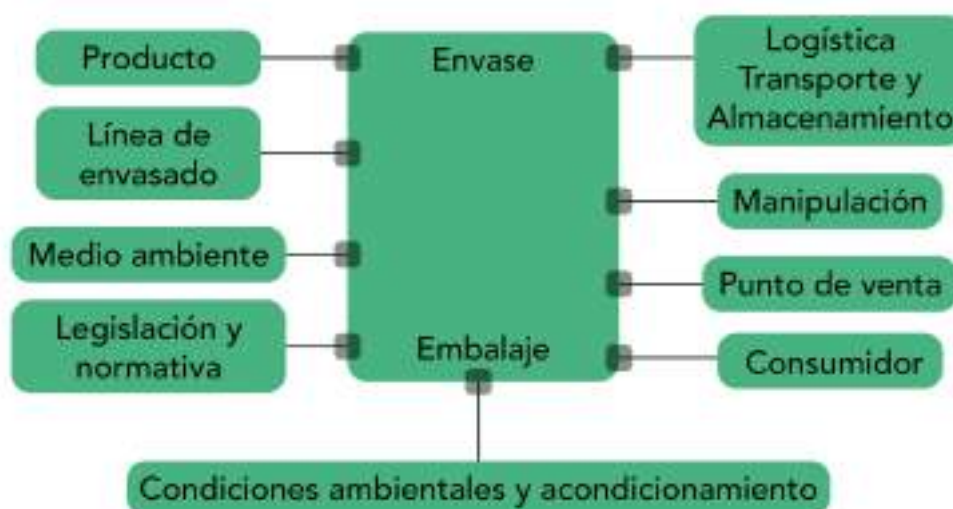 Producto
Línea de
envasado
Medio ambiente
Legislación y
normativa
Envase
Embalaje
Logística
Transporte y
Almacenamiento
Manipulación
Punto de venta
Consumidor
Condiciones ambientales y acondicionamiento